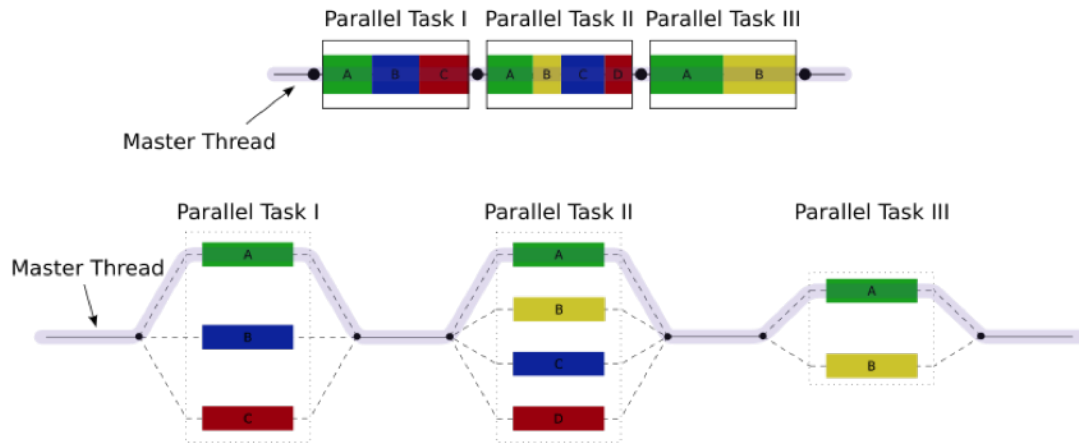 Parallel Task I
Parallel Task II
Parallel Task III
A B C
A B C D
A B
Master Thread
Parallel Task I
Parallel Task II
Parallel Task III
A
A
Master Thread
A
B
B
C
B
C
D